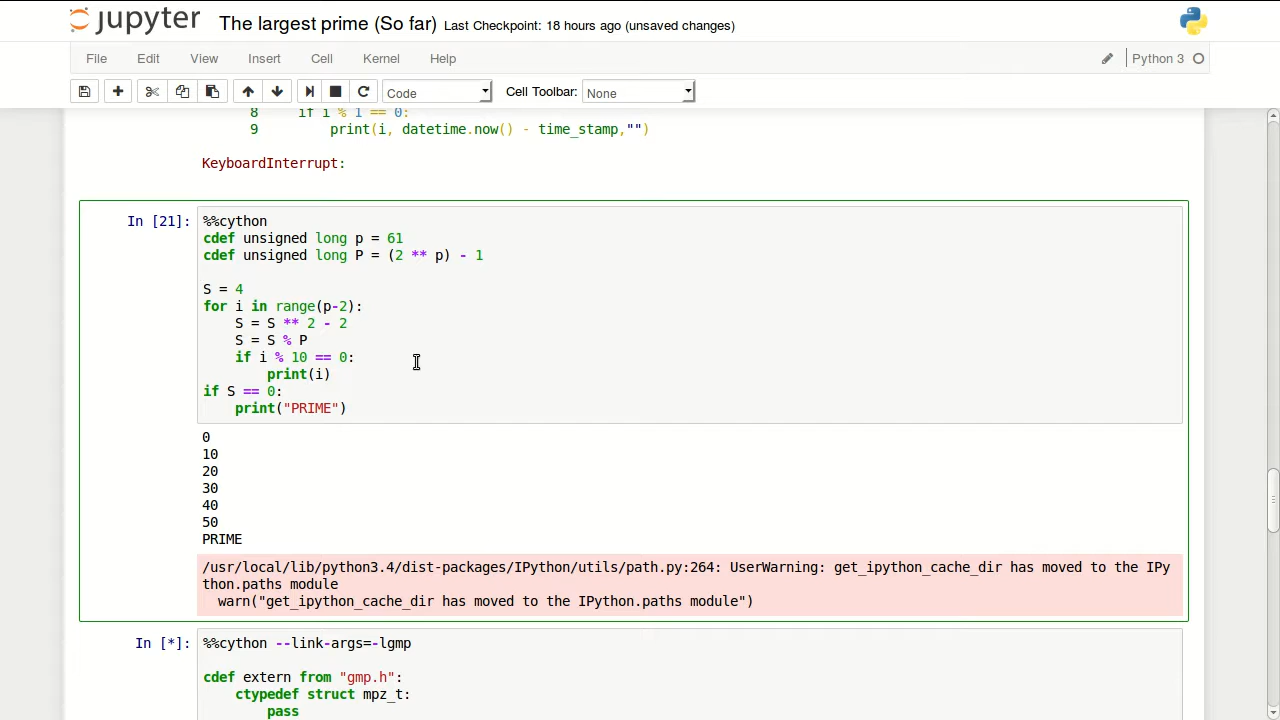 jupyter The largest prime (So far) Last Checkpoint: 18 hours ago (unsaved changes)
File Edit View Insert Cell Kernel Help Python 3
Code Cell Toolbar: None
8 if i % 1 == 0:
9 print(i, datetime.now() - time_stamp,"")
KeyboardInterrupt:
In [21]: %%cython
cdef unsigned long p = 61
cdef unsigned long P = (2 ** p) - 1
S = 4
for i in range(p-2):
S = S ** 2 - 2
S = S % P
if i % 10 == 0:
print(i)
if S == 0:
print("PRIME")
0
10
20
30
40
50
PRIME
/usr/local/lib/python3.4/dist-packages/IPython/utils/path.py:264: UserWarning: get_ipython_cache_dir has moved to the IPy
thon.paths module
warn("get_ipython_cache_dir has moved to the IPython.paths module")
In [*]: %%cython --link-args=-lgmp
cdef extern from "gmp.h":
ctypedef struct mpz_t:
pass